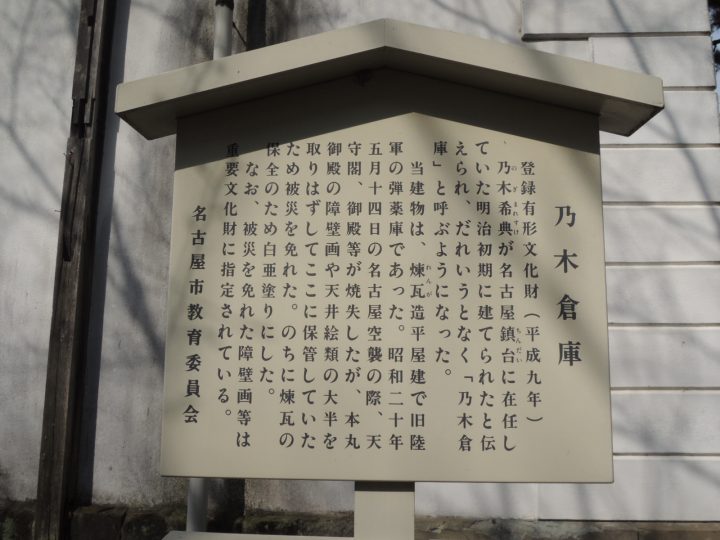 乃木倉庫
登録有形文化財（平成九年）
乃木希典が名古屋鎮台に在任し
ていた明治初期に建てられたと伝
えられ、だれいうとなく「乃木倉
庫」と呼ぶようになった。
当建物は、煉瓦造平屋建で旧陸
軍の弾薬庫であった。昭和二十年
五月十四日の名古屋空襲の際、天
守閣、御殿等が焼失したが、本丸
御殿の障壁画や天井絵類の大半を
取りはずしてここに保管していた
ため被災を免れた。のちに煉瓦の
保全のため白亜塗りにした。
なお、被災を免れた障壁画等は
重要文化財に指定されている。
名古屋市教育委員会